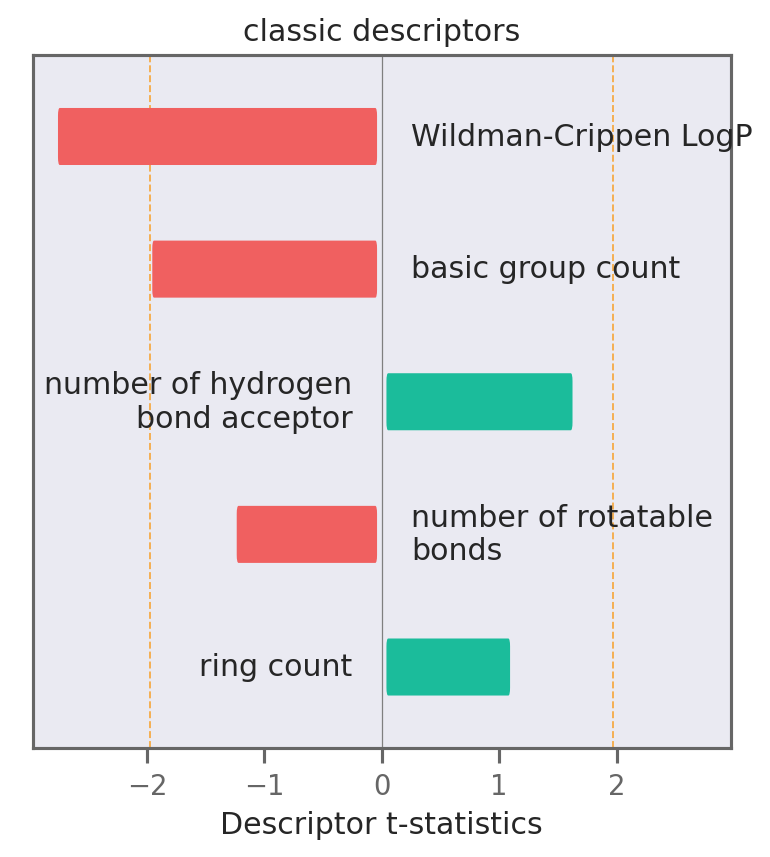 classic descriptors
Wildman-Crippen LogP
basic group count
number of hydrogen
bond acceptor
number of rotatable
bonds
ring count
−2 −1 0 1 2
Descriptor t-statistics